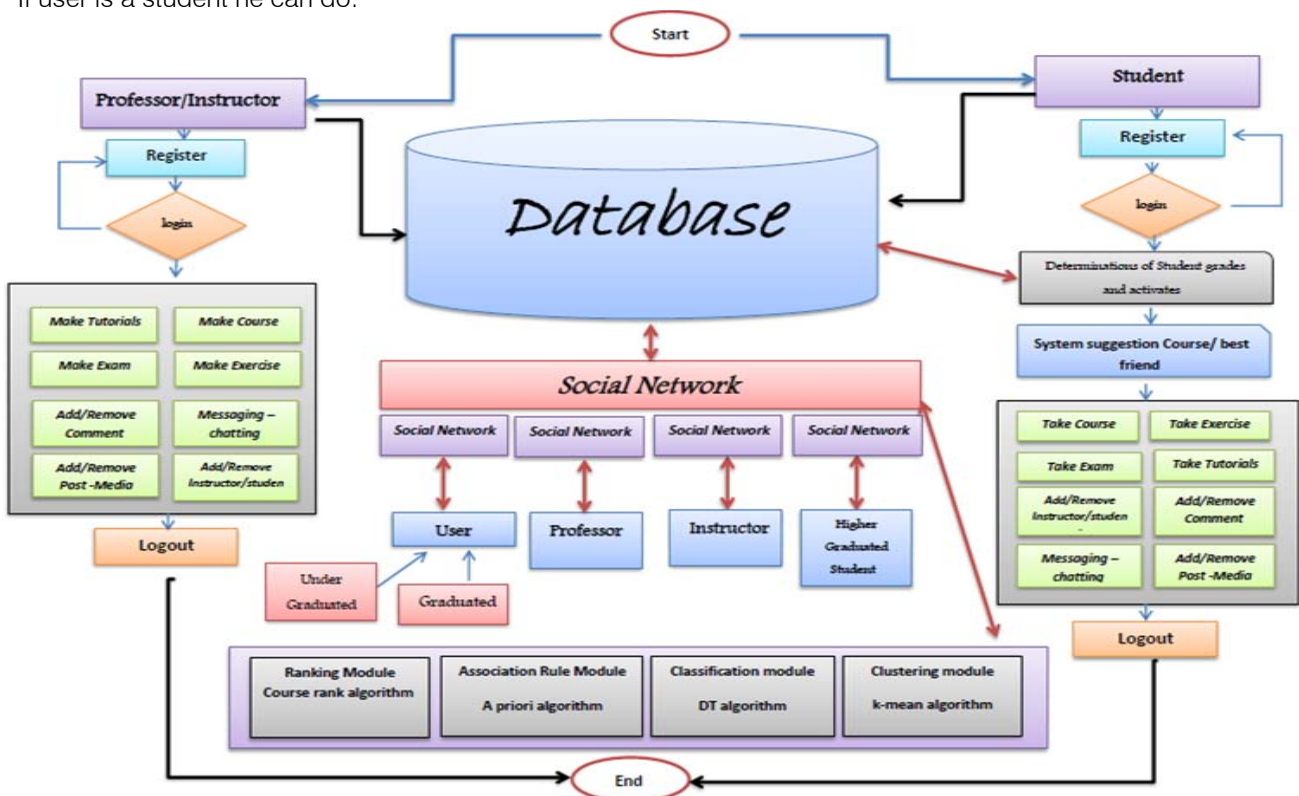 If user is a student he can do:
Start
Professor/Instructor
Register
login
Make Tutorials
Make Course
Make Exam
Make Exercise
Add/Remove
Comment
Messaging –
chatting
Add/Remove
Post -Media
Add/Remove
Instructor/studen
Logout
Database
Social Network
Social Network
Social Network
Social Network
Social Network
User
Professor
Instructor
Higher
Graduated
Student
Under
Graduated
Graduated
Student
Register
login
Determinations of Student grades
and activates
System suggestion Course/ best
friend
Take Course
Take Exercise
Take Exam
Take Tutorials
Add/Remove
Instructor/studen
Add/Remove
Comment
Messaging –
chatting
Add/Remove
Post -Media
Logout
Ranking Module
Course rank algorithm
Association Rule Module
A priori algorithm
Classification module
DT algorithm
Clustering module
k-mean algorithm
End